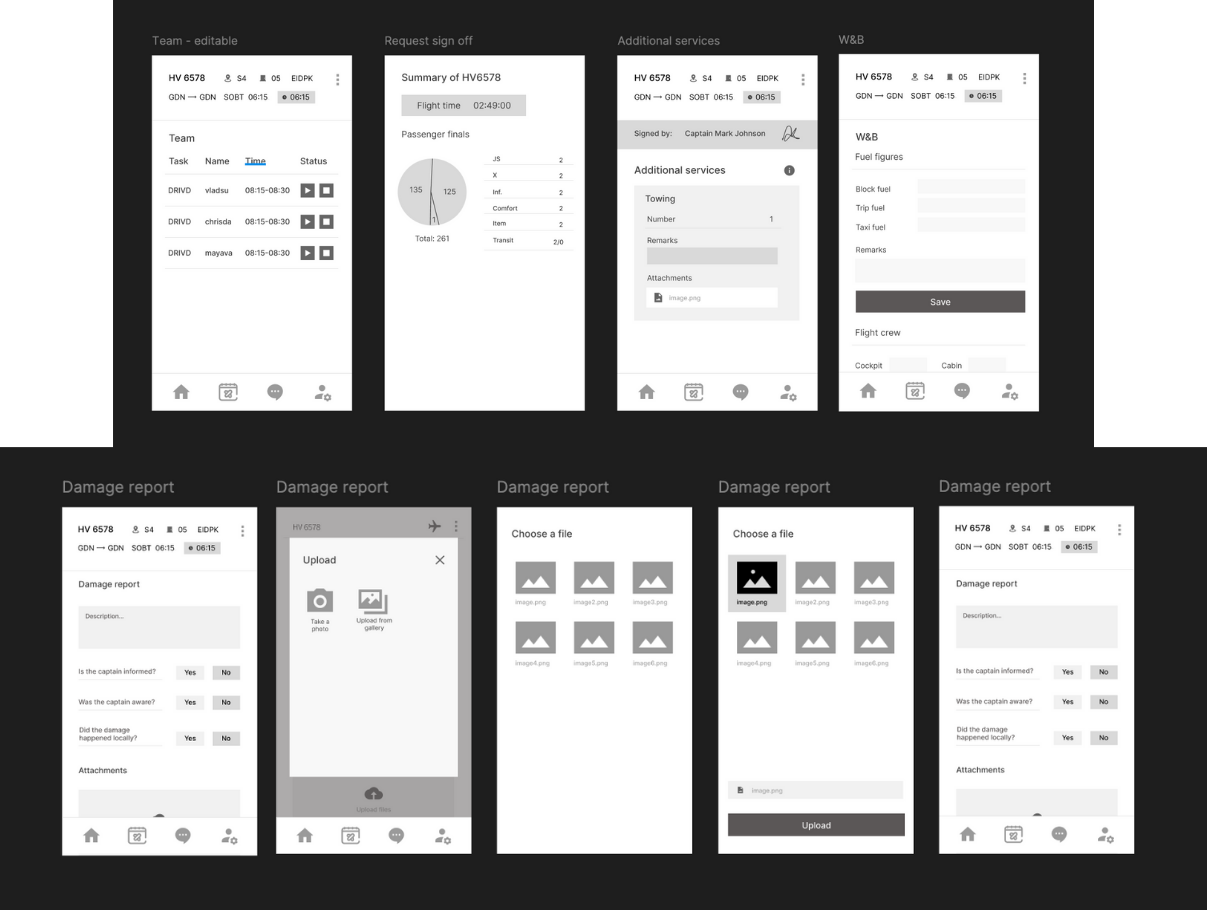 Team - editable
HV 6578 S4 05 EIDPK
GDN → GDN SOBT 06:15 06:15
Team
Task Name Time Status
DRIVD vladsu 08:15-08:30
DRIVD chrisda 08:15-08:30
DRIVD mayava 08:15-08:30
Request sign off
Summary of HV6578
Flight time 02:49:00
Passenger finals
135 125
1
Total: 261
JS 2
X 2
Inf. 2
Comfort 2
Item 2
Transit 2/0
Additional services
HV 6578 S4 05 EIDPK
GDN → GDN SOBT 06:15 06:15
Signed by: Captain Mark Johnson
Additional services
Towing
Number 1
Remarks
Attachments
image.png
W&B
HV 6578 S4 05 EIDPK
GDN → GDN SOBT 06:15 06:15
W&B
Fuel figures
Block fuel
Trip fuel
Taxi fuel
Remarks
Save
Flight crew
Cockpit Cabin
Damage report
HV 6578 S4 05 EIDPK
GDN → GDN SOBT 06:15 06:15
Damage report
Description...
Is the captain informed? Yes No
Was the captain aware? Yes No
Did the damage
happened locally? Yes No
Attachments
Damage report
HV 6578
Upload
Take a
photo
Upload from
gallery
Upload files
Damage report
Choose a file
image.png image2.png image3.png
image4.png image5.png image6.png
Damage report
Choose a file
image.png image2.png image3.png
image4.png image5.png image6.png
image.png
Upload
Damage report
HV 6578 S4 05 EIDPK
GDN → GDN SOBT 06:15 06:15
Damage report
Description...
Is the captain informed? Yes No
Was the captain aware? Yes No
Did the damage
happened locally? Yes No
Attachments